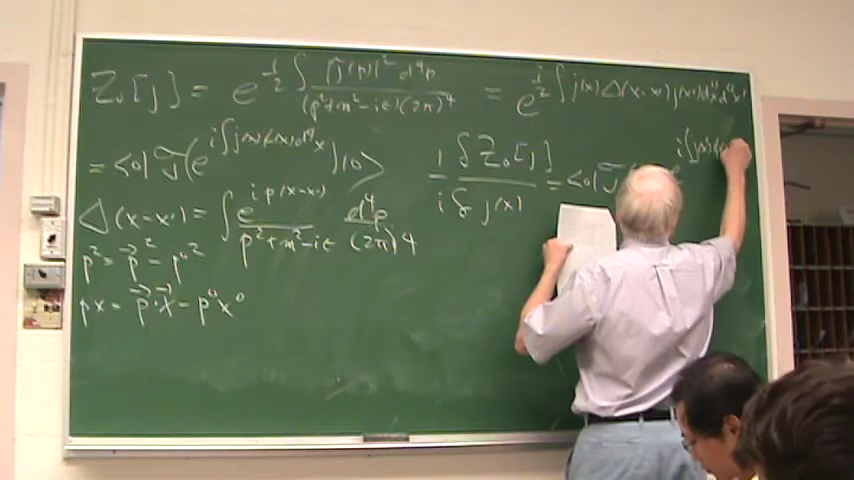 Z₀[j] = e^{½ ∫ |j̃(p)|² d⁴p / (p²+m²-iε)(2π)⁴} = e^{½ ∫ j(x) Δ(x-x') j(x') d⁴x d⁴x'}
= <0| T(e^{i∫j(x)φ(x)d⁴x})|0>
1/i δZ₀[j] / δj(x) = <0| T(
Δ(x-x') = ∫ e^{ip(x-x')} / p²+m²-iε d⁴p / (2π)⁴
p² = p⃗² - p⁰²
px = p⃗·x⃗ - p⁰x⁰